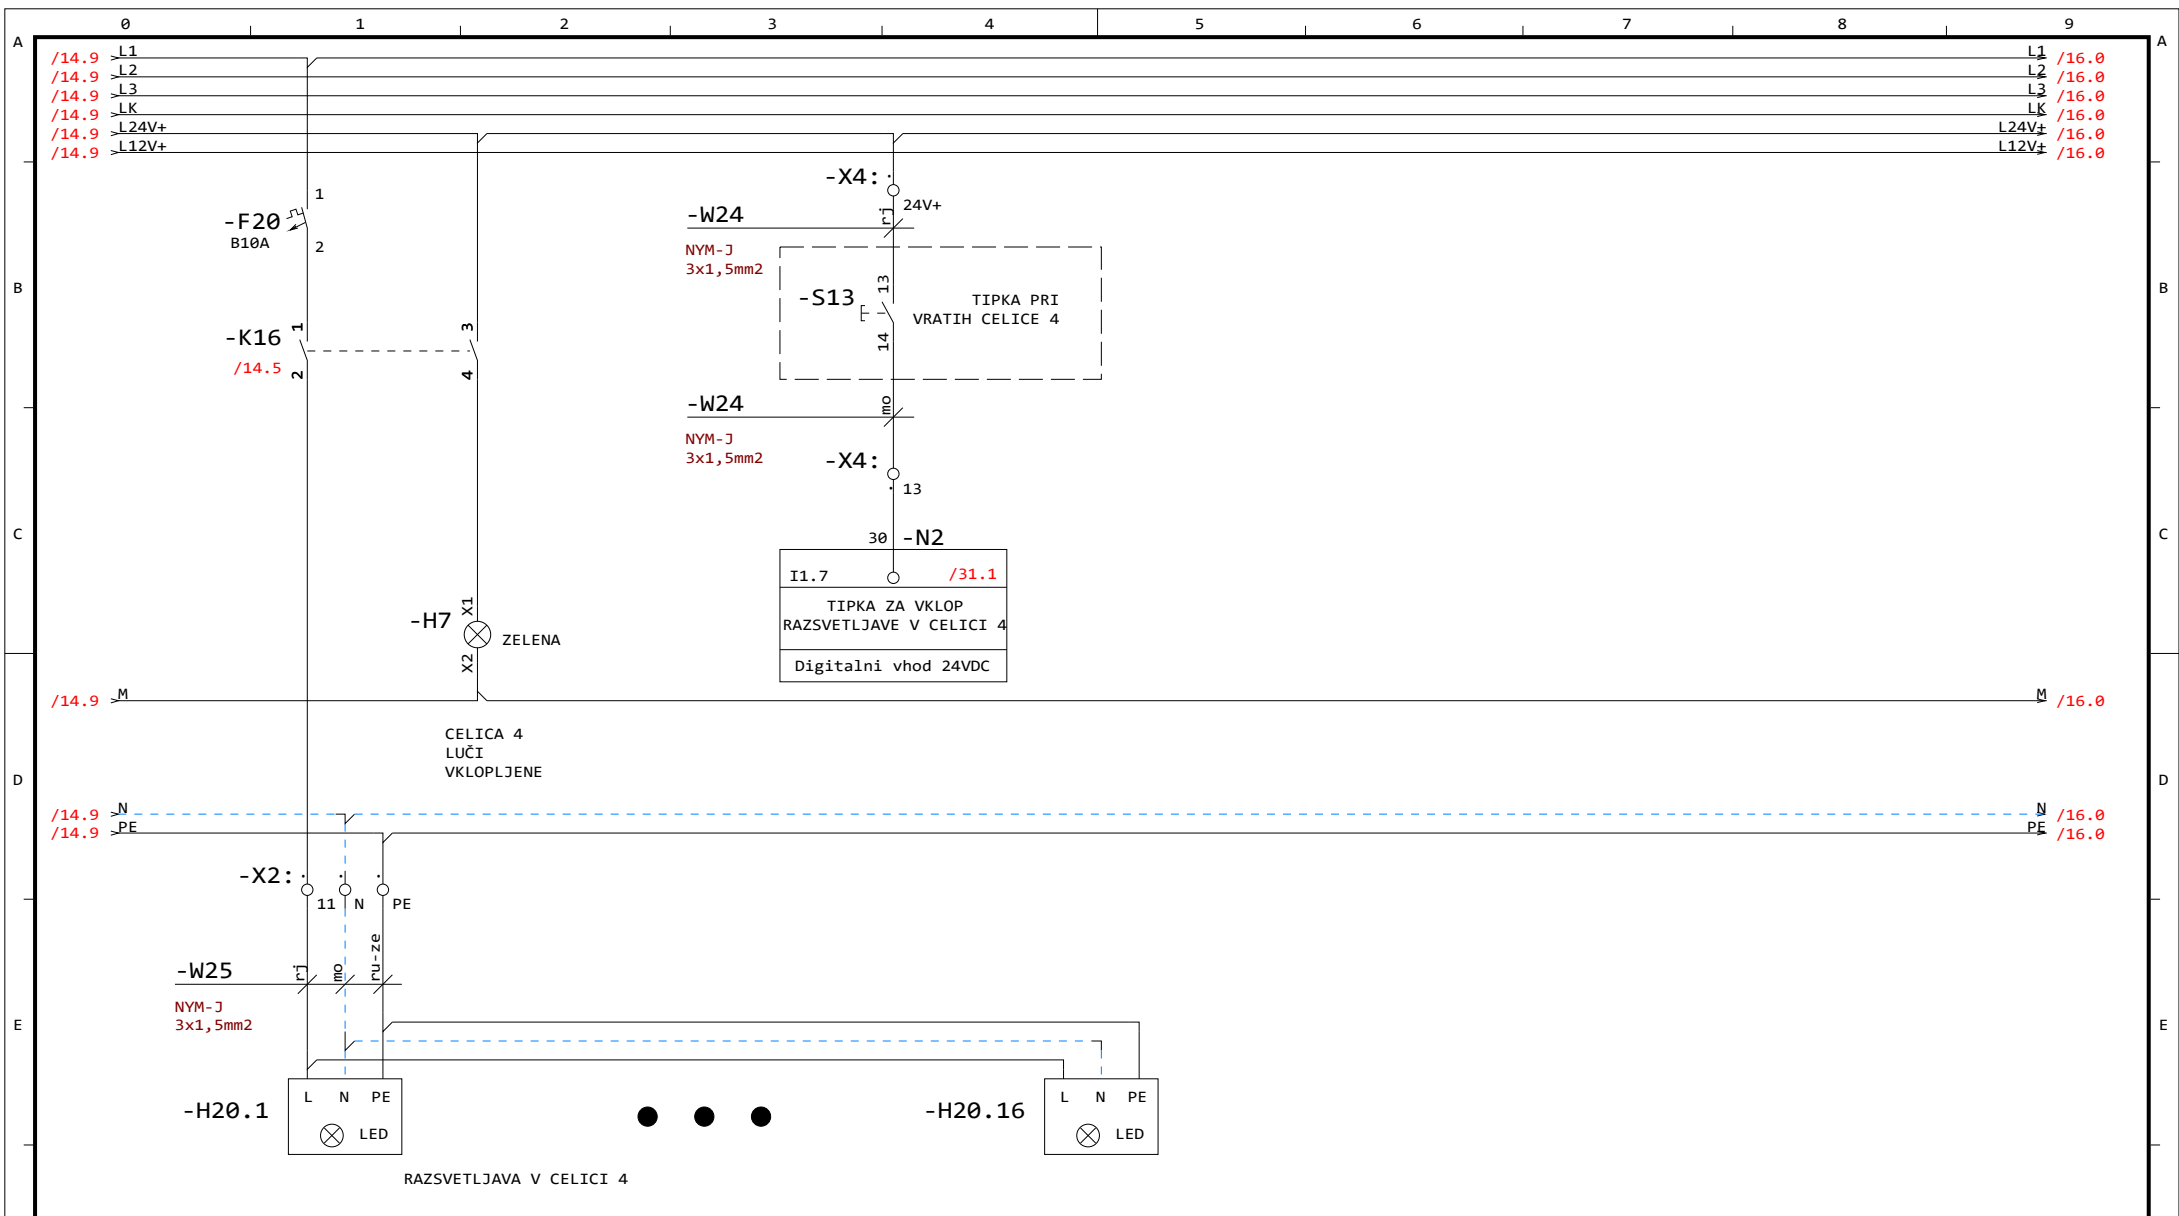 0 1 2 3 4 5 6 7 8 9
A A
/14.9 L1 L1 /16.0
/14.9 L2 L2 /16.0
/14.9 L3 L3 /16.0
/14.9 LK LK /16.0
/14.9 L24V+ L24V+ /16.0
/14.9 L12V+ L12V+ /16.0
-X4:
24V+
rj
-W24
NYM-J
3x1,5mm2
1
-F20
B10A
2
B B
13
-S13
14
TIPKA PRI
VRATIH CELICE 4
1 3
-K16
/14.5
2 4
mo
-W24
NYM-J
3x1,5mm2
-X4:
13
C C
30 -N2
I1.7 /31.1
TIPKA ZA VKLOP
RAZSVETLJAVE V CELICI 4
Digitalni vhod 24VDC
X1
-H7
ZELENA
X2
/14.9 M M /16.0
CELICA 4
LUČI
VKLOPLJENE
D D
/14.9 N N /16.0
/14.9 PE PE /16.0
-X2:
11 N PE
-W25
rj mo ru-ze
NYM-J
3x1,5mm2
E E
-H20.1
L N PE
LED
-H20.16
L N PE
LED
RAZSVETLJAVA V CELICI 4